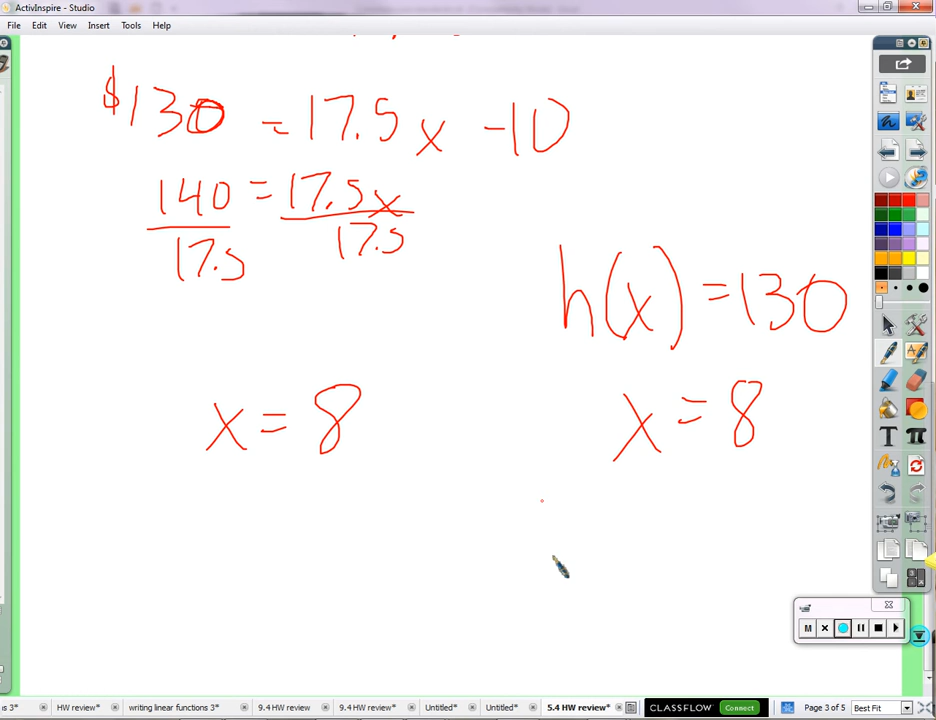 ActivInspire - Studio
File Edit View Insert Tools Help
$130 = 17.5x -10
140 = 17.5x
17.5 17.5
h(x) = 130
x = 8 x = 8
M
is 3* HW review* writing linear functions 3* 9.4 HW review 9.4 HW review* Untitled* Untitled* 5.4 HW review* CLASSFLOW Connect Page 3 of 5 Best Fit